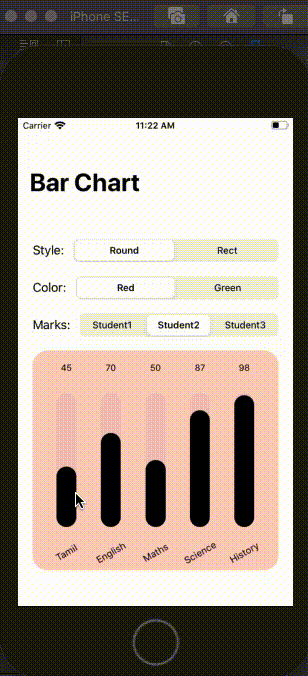 iPhone SE...
Carrier 11:22 AM
Bar Chart
Style: Round Rect
Color: Red Green
Marks: Student1 Student2 Student3
45 70 50 87 98
Tamil English Maths Science History